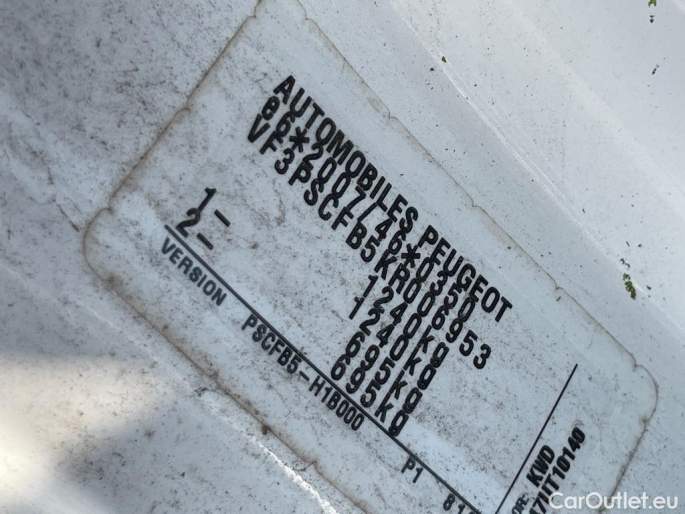 AUTOMOBILES PEUGEOT
e6*2007/46*0350
VF3PSCFB5KR006953
1240kg
1240kg
1- 695kg
2- 695kg
VERSION PSCFB5-H1B000 P1
KWD
CarOutlet.eu